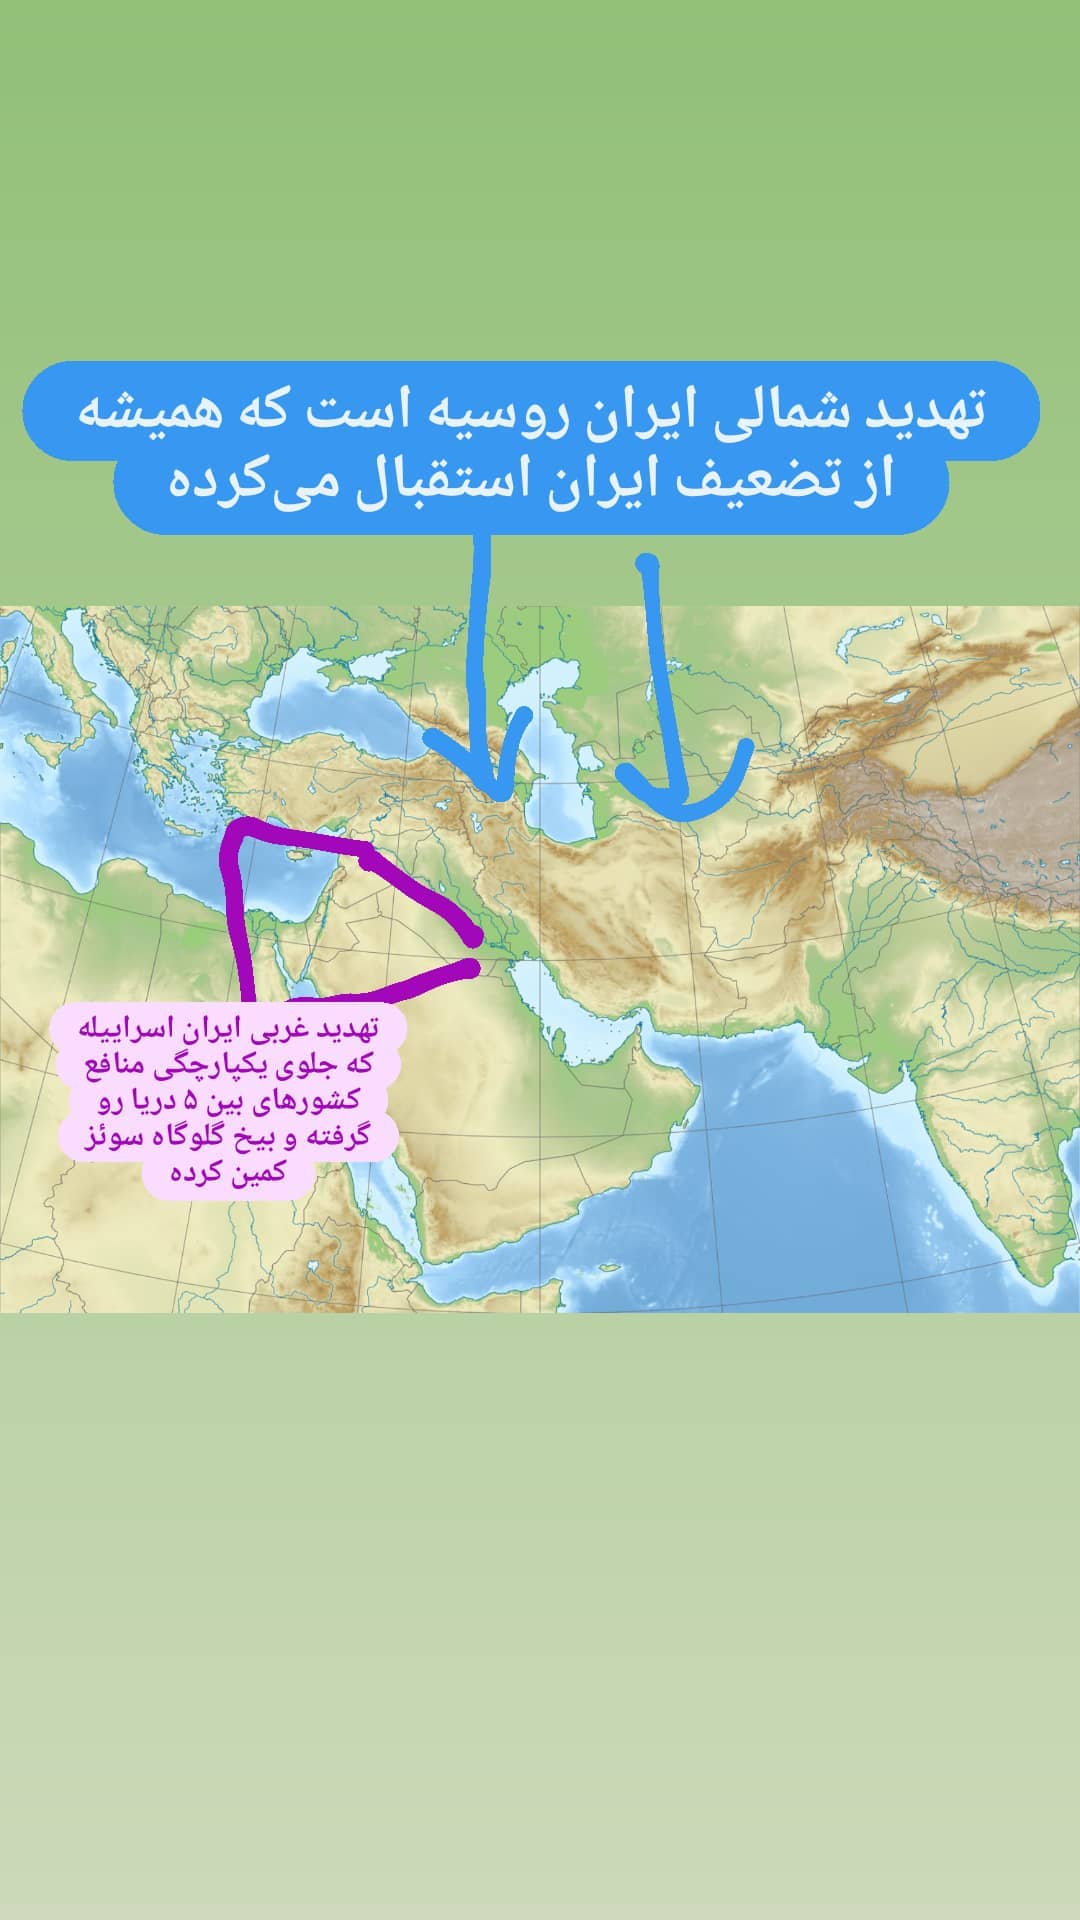 تهدید شمالی ایران روسیه است که همیشه
از تضعیف ایران استقبال می‌کرده
تهدید غربی ایران اسراییله
که جلوی یکپارچگی منافع
کشورهای بین ۵ دریا رو
گرفته و بیخ گلوگاه سوئز
کمین کرده